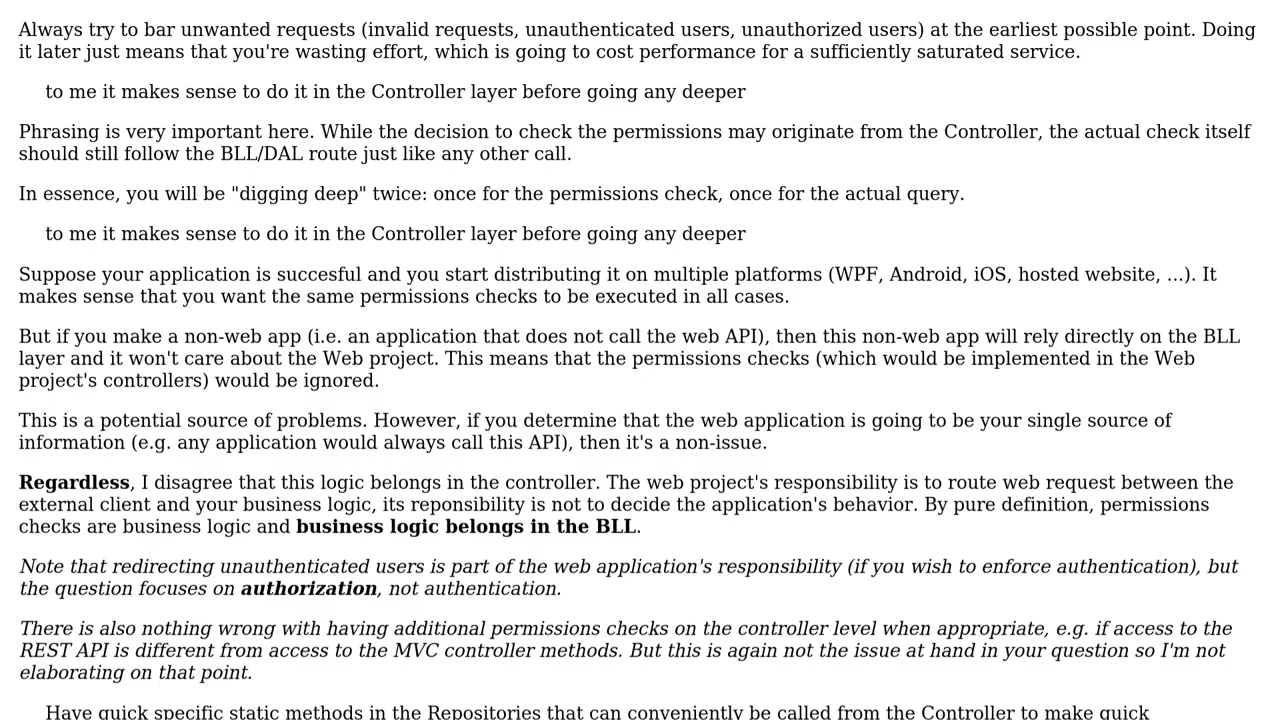 Always try to bar unwanted requests (invalid requests, unauthenticated users, unauthorized users) at the earliest possible point. Doing
it later just means that you're wasting effort, which is going to cost performance for a sufficiently saturated service.
to me it makes sense to do it in the Controller layer before going any deeper
Phrasing is very important here. While the decision to check the permissions may originate from the Controller, the actual check itself
should still follow the BLL/DAL route just like any other call.
In essence, you will be "digging deep" twice: once for the permissions check, once for the actual query.
to me it makes sense to do it in the Controller layer before going any deeper
Suppose your application is succesful and you start distributing it on multiple platforms (WPF, Android, iOS, hosted website, ...). It
makes sense that you want the same permissions checks to be executed in all cases.
But if you make a non-web app (i.e. an application that does not call the web API), then this non-web app will rely directly on the BLL
layer and it won't care about the Web project. This means that the permissions checks (which would be implemented in the Web
project's controllers) would be ignored.
This is a potential source of problems. However, if you determine that the web application is going to be your single source of
information (e.g. any application would always call this API), then it's a non-issue.
Regardless, I disagree that this logic belongs in the controller. The web project's responsibility is to route web request between the
external client and your business logic, its reponsibility is not to decide the application's behavior. By pure definition, permissions
checks are business logic and business logic belongs in the BLL.
Note that redirecting unauthenticated users is part of the web application's responsibility (if you wish to enforce authentication), but
the question focuses on authorization, not authentication.
There is also nothing wrong with having additional permissions checks on the controller level when appropriate, e.g. if access to the
REST API is different from access to the MVC controller methods. But this is again not the issue at hand in your question so I'm not
elaborating on that point.
Have quick specific static methods in the Repositories that can conveniently be called from the Controller to make quick